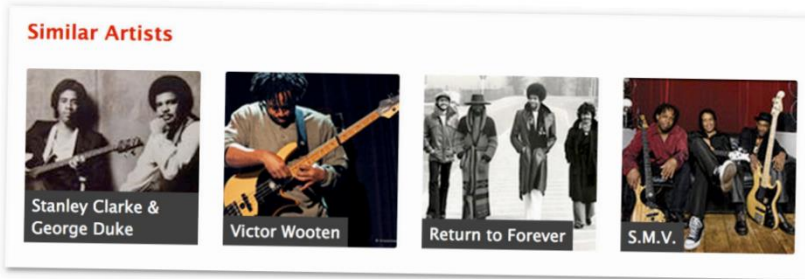 Similar Artists
Stanley Clarke &
George Duke
Victor Wooten
Return to Forever
S.M.V.